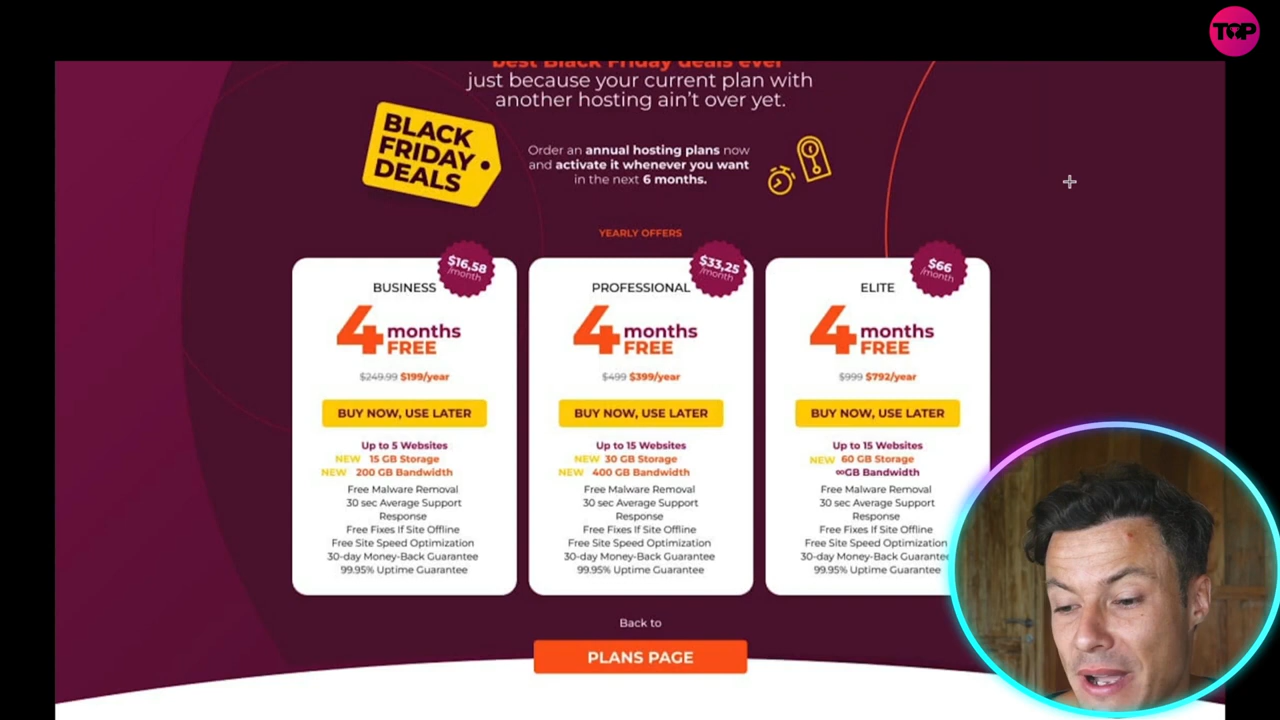 TOP
best Black Friday deals ever
just because your current plan with
another hosting ain't over yet.
BLACK
FRIDAY
DEALS
Order an annual hosting plans now
and activate it whenever you want
in the next 6 months.
YEARLY OFFERS
$16,58
/month
BUSINESS
4 months
FREE
$249.99 $199/year
BUY NOW, USE LATER
Up to 5 Websites
NEW 15 GB Storage
NEW 200 GB Bandwidth
Free Malware Removal
30 sec Average Support
Response
Free Fixes If Site Offline
Free Site Speed Optimization
30-day Money-Back Guarantee
99.95% Uptime Guarantee
$33,25
/month
PROFESSIONAL
4 months
FREE
$499 $399/year
BUY NOW, USE LATER
Up to 15 Websites
NEW 30 GB Storage
NEW 400 GB Bandwidth
Free Malware Removal
30 sec Average Support
Response
Free Fixes If Site Offline
Free Site Speed Optimization
30-day Money-Back Guarantee
99.95% Uptime Guarantee
$66
/month
ELITE
4 months
FREE
$999 $792/year
BUY NOW, USE LATER
Up to 15 Websites
NEW 60 GB Storage
∞GB Bandwidth
Free Malware Removal
30 sec Average Support
Response
Free Fixes If Site Offline
Free Site Speed Optimization
30-day Money-Back Guarantee
99.95% Uptime Guarantee
Back to
PLANS PAGE